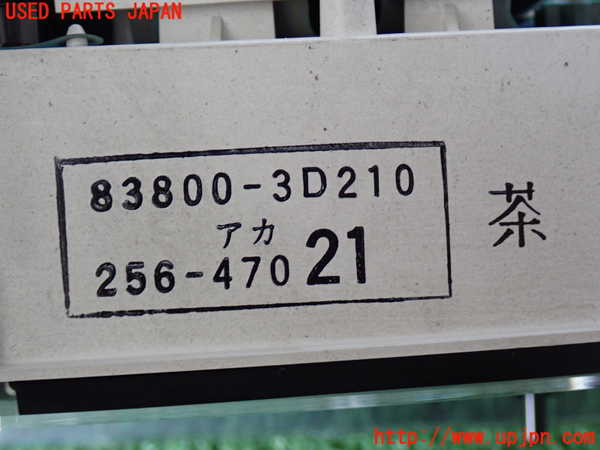 USED PARTS JAPAN
83800-3D210
アカ
256-470 21
茶
http://www.upjpn.com